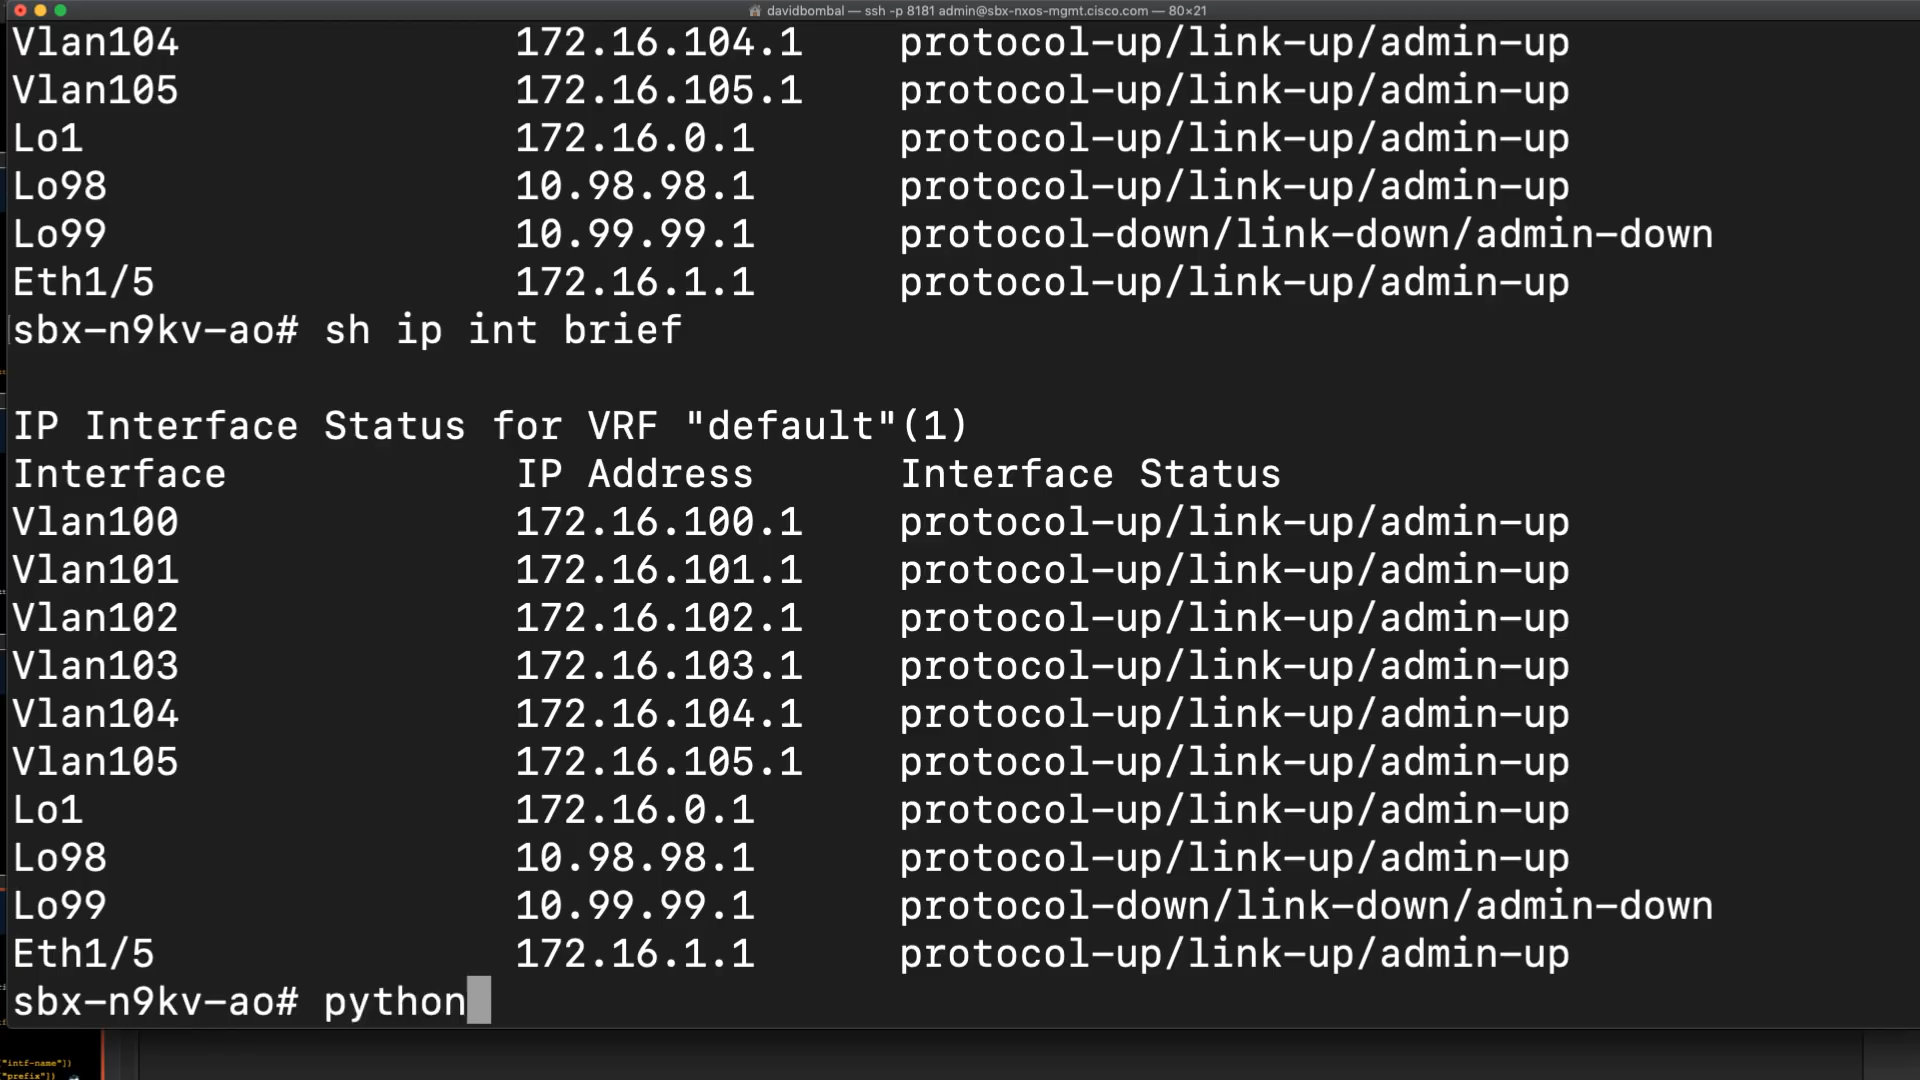 davidbombal — ssh -p 8181 admin@sbx-nxos-mgmt.cisco.com — 80×21
Vlan104 172.16.104.1 protocol-up/link-up/admin-up
Vlan105 172.16.105.1 protocol-up/link-up/admin-up
Lo1 172.16.0.1 protocol-up/link-up/admin-up
Lo98 10.98.98.1 protocol-up/link-up/admin-up
Lo99 10.99.99.1 protocol-down/link-down/admin-down
Eth1/5 172.16.1.1 protocol-up/link-up/admin-up
sbx-n9kv-ao# sh ip int brief
IP Interface Status for VRF "default"(1)
Interface IP Address Interface Status
Vlan100 172.16.100.1 protocol-up/link-up/admin-up
Vlan101 172.16.101.1 protocol-up/link-up/admin-up
Vlan102 172.16.102.1 protocol-up/link-up/admin-up
Vlan103 172.16.103.1 protocol-up/link-up/admin-up
Vlan104 172.16.104.1 protocol-up/link-up/admin-up
Vlan105 172.16.105.1 protocol-up/link-up/admin-up
Lo1 172.16.0.1 protocol-up/link-up/admin-up
Lo98 10.98.98.1 protocol-up/link-up/admin-up
Lo99 10.99.99.1 protocol-down/link-down/admin-down
Eth1/5 172.16.1.1 protocol-up/link-up/admin-up
sbx-n9kv-ao# python
"intf-name"])
"prefix"])